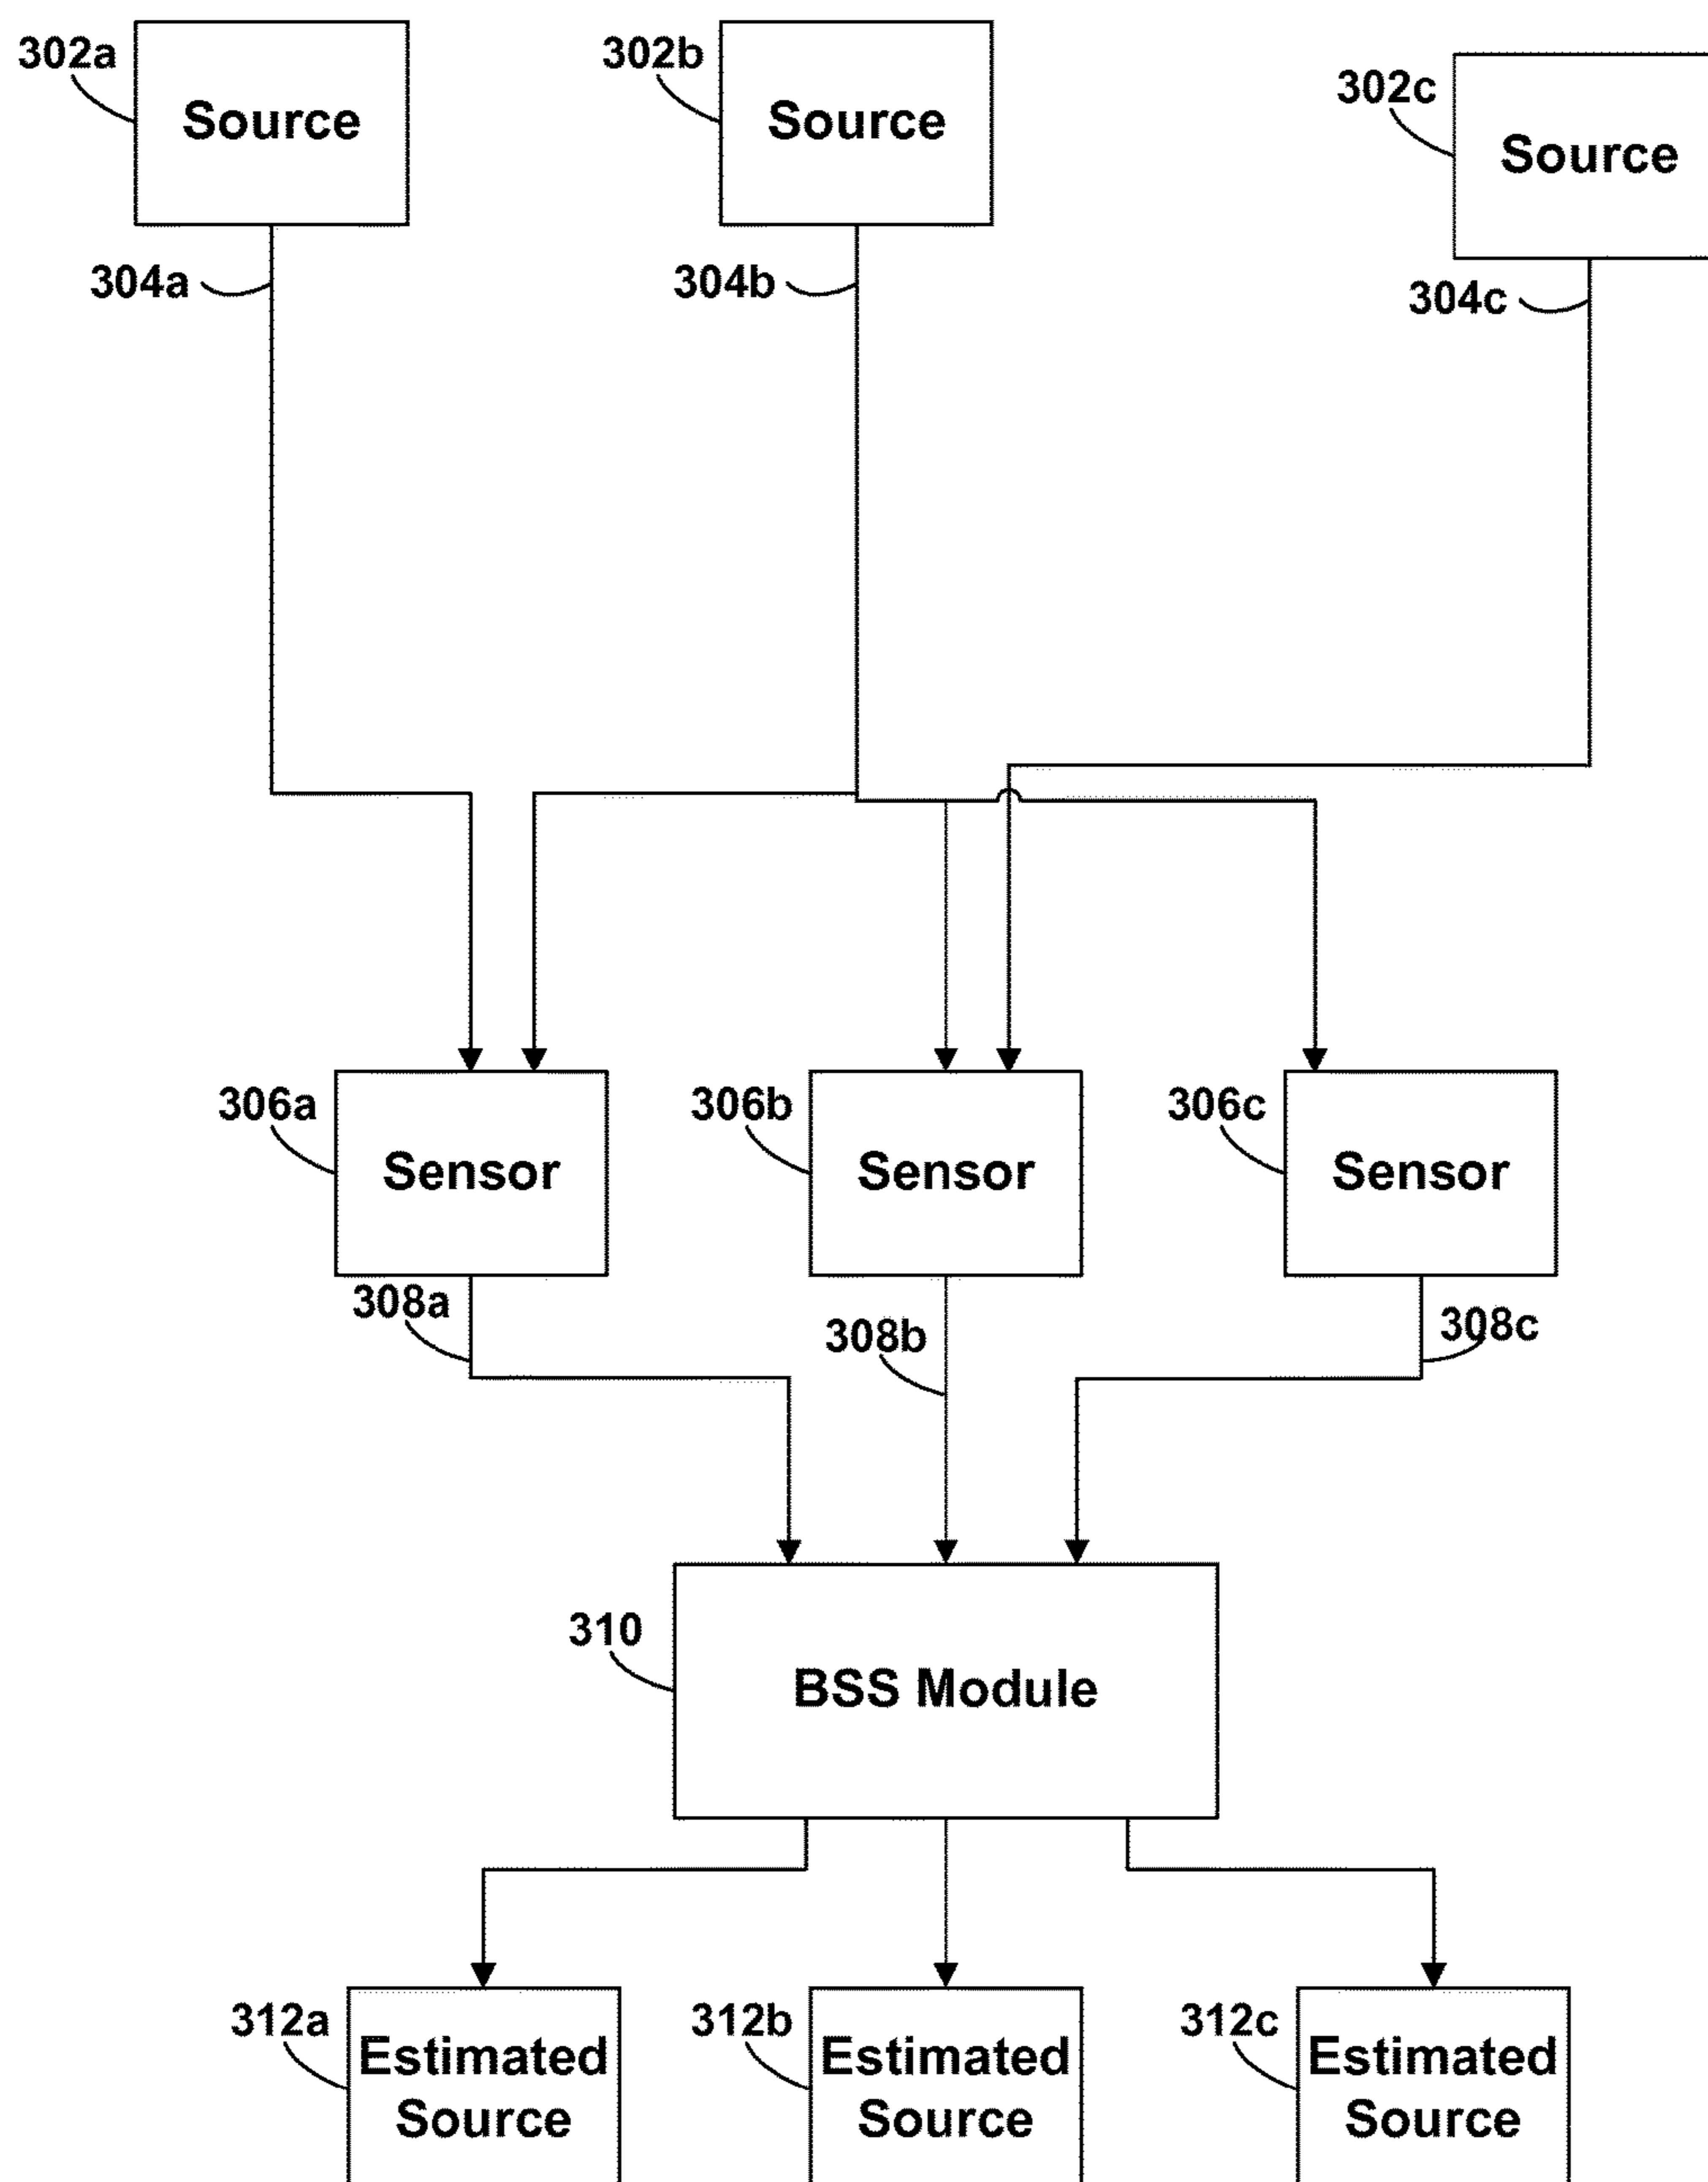 302a
Source
302b
Source
302c
Source
304a
304b
304c
306a
Sensor
306b
Sensor
306c
Sensor
308a
308b
308c
310
BSS Module
312a
Estimated
Source
312b
Estimated
Source
312c
Estimated
Source